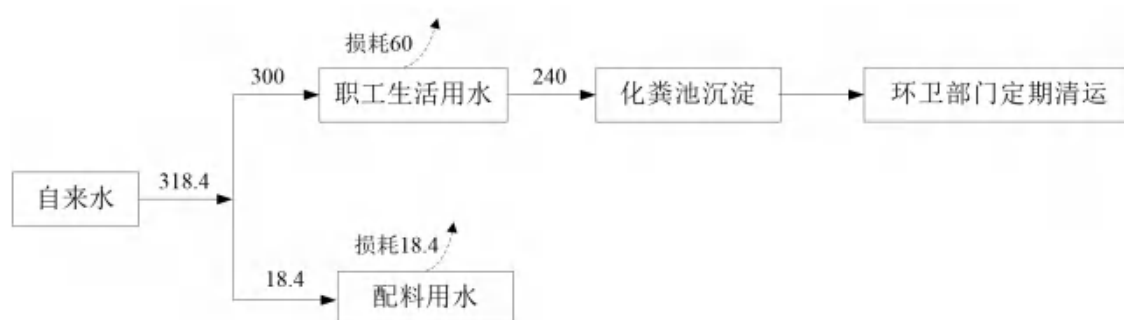 损耗60
300
职工生活用水
240
化粪池沉淀
环卫部门定期清运
自来水
318.4
损耗18.4
18.4
配料用水